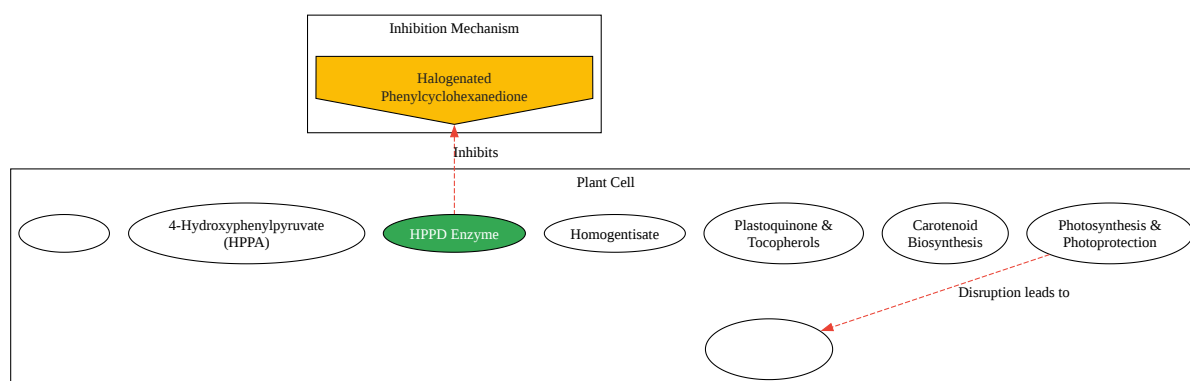 Inhibition Mechanism
Halogenated
Phenylcyclohexanedione
Inhibits
Plant Cell
4-Hydroxyphenylpyruvate
(HPPA)
HPPD Enzyme
Homogentisate
Plastoquinone &
Tocopherols
Carotenoid
Biosynthesis
Photosynthesis &
Photoprotection
Disruption leads to